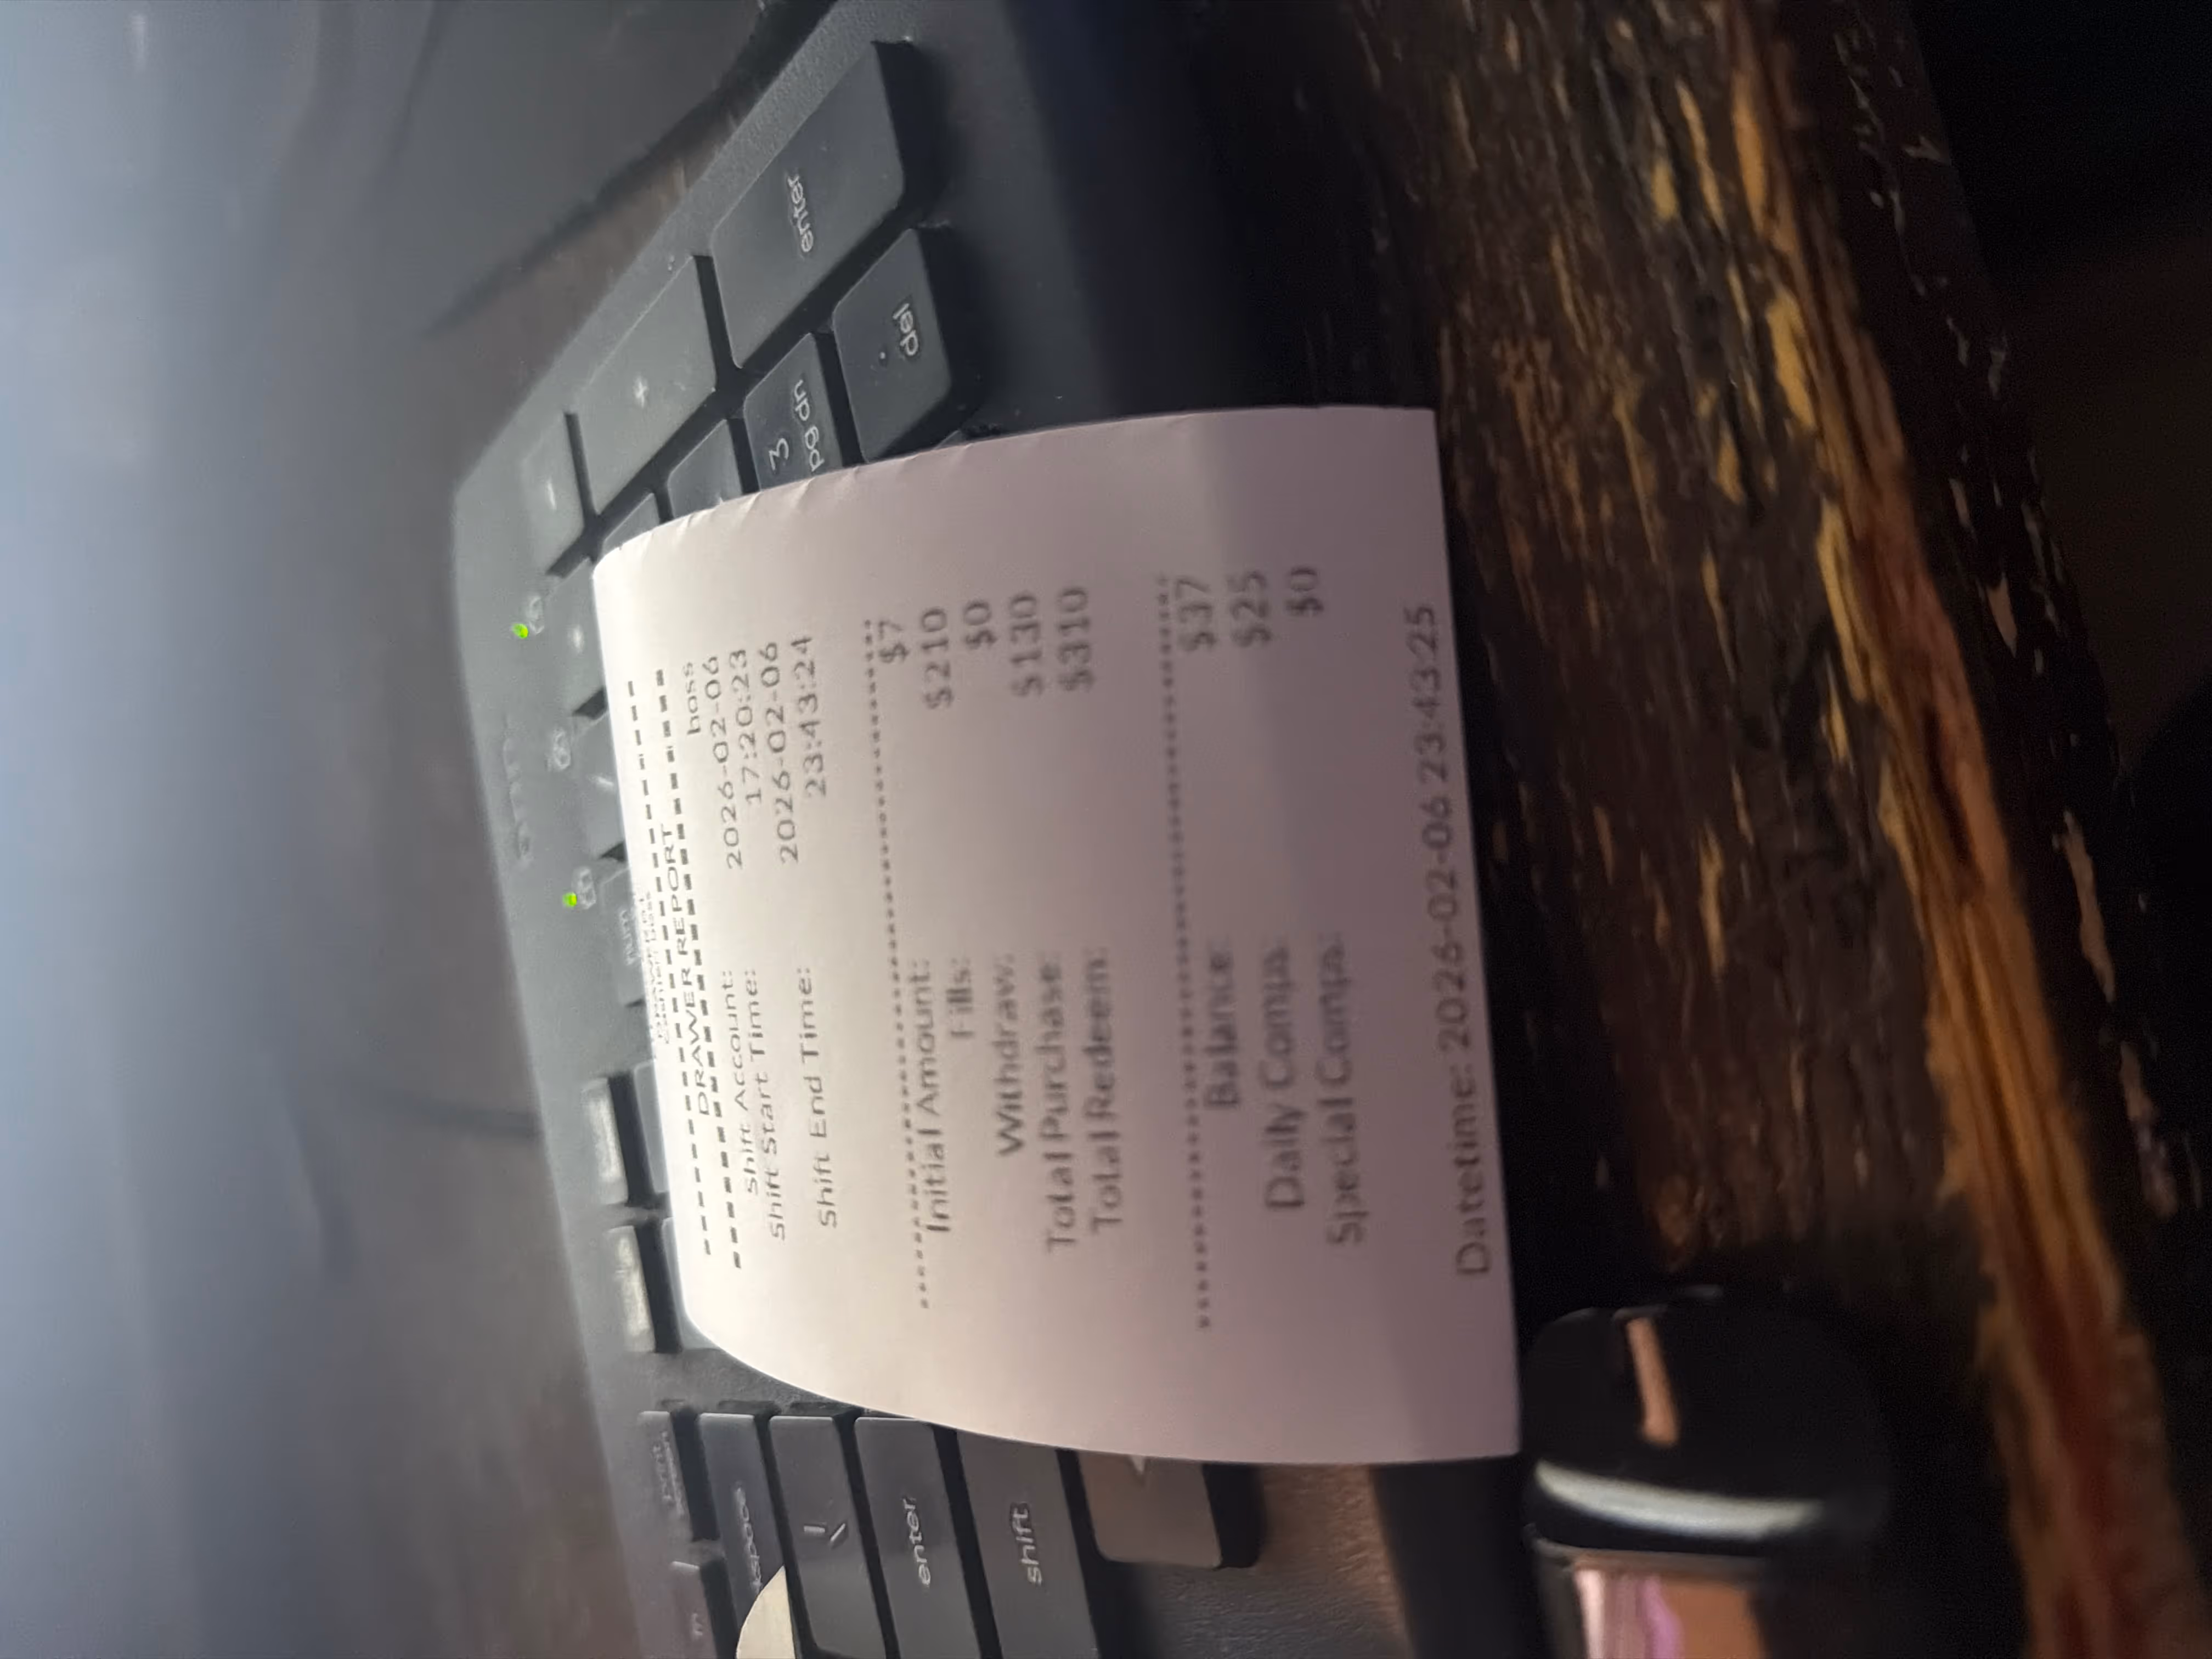 DRAWER REPORT
Shift Account: boss
Shift Start Time: 2026-02-06
17:20:23
Shift End Time: 2026-02-06
23:43:24
Initial Amount: $7
Fills: $210
Withdraw: $0
Total Purchase: $130
Total Redeem: $310
Balance: $37
Daily Comps: $25
Special Comps: $0
Datetime: 2026-02-06 23:43:25
enter
+
-
3
pg dn
.
del
num
enter
shift